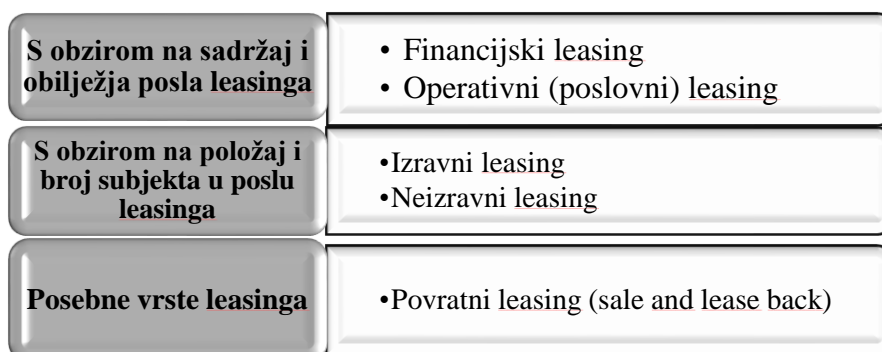 S obzirom na sadržaj i
obilježja posla leasinga
• Financijski leasing
• Operativni (poslovni) leasing
S obzirom na položaj i
broj subjekta u poslu
leasinga
•Izravni leasing
•Neizravni leasing
Posebne vrste leasinga
•Povratni leasing (sale and lease back)